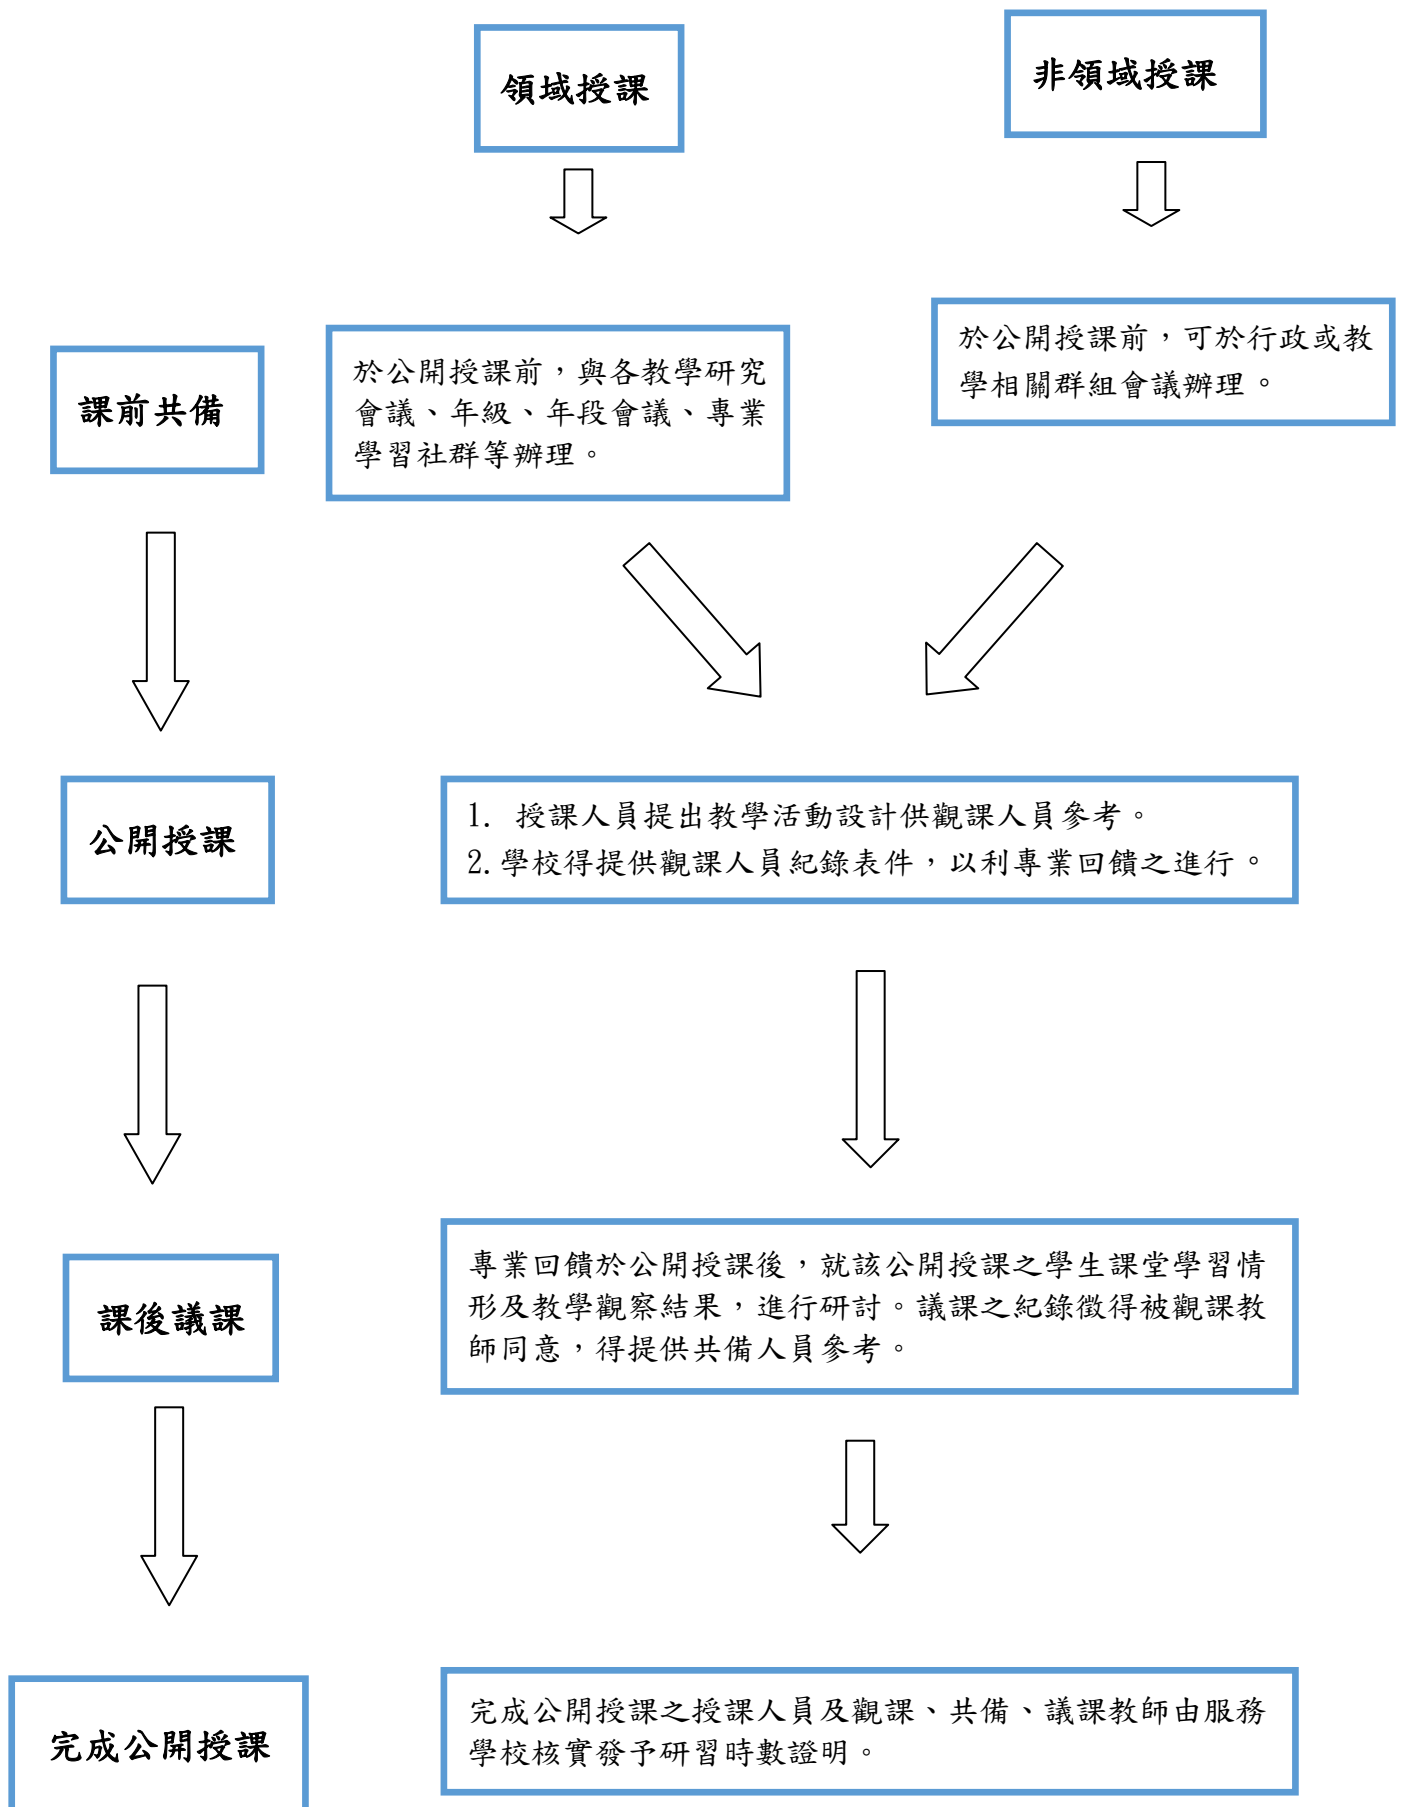 領域授課
非領域授課
課前共備
於公開授課前，與各教學研究
會議、年級、年段會議、專業
學習社群等辦理。
於公開授課前，可於行政或教
學相關群組會議辦理。
公開授課
1. 授課人員提出教學活動設計供觀課人員參考。
2.學校得提供觀課人員紀錄表件，以利專業回饋之進行。
課後議課
專業回饋於公開授課後，就該公開授課之學生課堂學習情
形及教學觀察結果，進行研討。議課之紀錄徵得被觀課教
師同意，得提供共備人員參考。
完成公開授課
完成公開授課之授課人員及觀課、共備、議課教師由服務
學校核實發予研習時數證明。